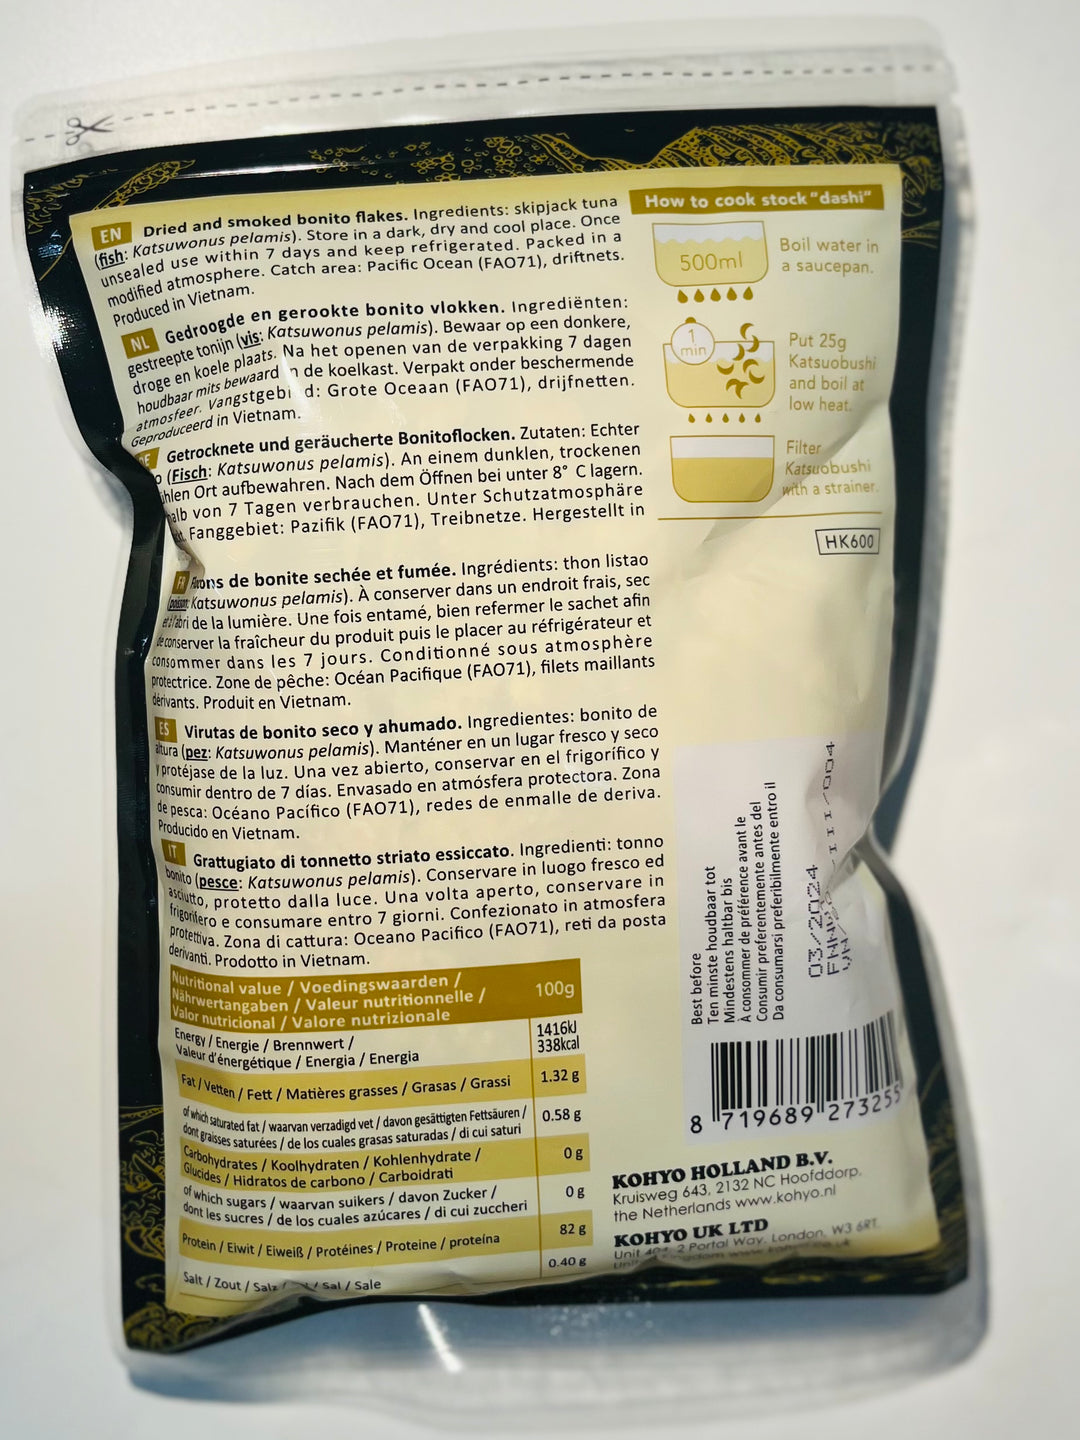 EN Dried and smoked bonito flakes. Ingredients: skipjack tuna
(fish: Katsuwonus pelamis). Store in a dark, dry and cool place. Once
unsealed use within 7 days and keep refrigerated. Packed in a
modified atmosphere. Catch area: Pacific Ocean (FAO71), driftnets.
Produced in Vietnam.
NL Gedroogde en gerookte bonito vlokken. Ingrediënten:
gestreepte tonijn (vis: Katsuwonus pelamis). Bewaar op een donkere,
droge en koele plaats. Na het openen van de verpakking 7 dagen
houdbaar mits bewaard de koelkast. Verpakt onder beschermende
atmosfeer. Vangstgebi d: Grote Oceaan (FAO71), drijfnetten.
Geproduceerd in Vietnam.
DE Getrocknete und geräucherte Bonitoflocken. Zutaten: Echter
(Fisch: Katsuwonus pelamis). An einem dunklen, trockenen
Ort aufbewahren. Nach dem Öffnen bei unter 8° C lagern.
von 7 Tagen verbrauchen. Unter Schutzatmosphäre
Fanggebiet: Pazifik (FAO71), Treibnetze. Hergestellt in
FR de bonite sechée et fumée. Ingrédients: thon listao
(poisson: Katsuwonus pelamis). À conserver dans un endroit frais, sec
et à l'abri de la lumière. Une fois entamé, bien refermer le sachet afin
de conserver la fraîcheur du produit puis le placer au réfrigérateur et
consommer dans les 7 jours. Conditionné sous atmosphère
protectrice. Zone de pêche: Océan Pacifique (FAO71), filets maillants
dérivants. Produit en Vietnam.
ES Virutas de bonito seco y ahumado. Ingredientes: bonito de
altura (pez: Katsuwonus pelamis). Manténer en un lugar fresco y seco
y protéjase de la luz. Una vez abierto, conservar en el frigorífico y
consumir dentro de 7 días. Envasado en atmósfera protectora. Zona
de pesca: Océano Pacífico (FAO71), redes de enmalle de deriva.
Producido en Vietnam.
IT Grattugiato di tonnetto striato essiccato. Ingredienti: tonno
bonito (pesce: Katsuwonus pelamis). Conservare in luogo fresco ed
asciutto, protetto dalla luce. Una volta aperto, conservare in
frigorifero e consumare entro 7 giorni. Confezionato in atmosfera
protettiva. Zona di cattura: Oceano Pacifico (FAO71), reti da posta
derivanti. Prodotto in Vietnam.
Nutritional value / Voedingswaarden /
Nährwertangaben / Valeur nutritionnelle /
Valor nutricional / Valore nutrizionale
100g
Energy / Energie / Brennwert /
Valeur d'énergétique / Energia / Energia
1416kJ
338kcal
Fat / Vetten / Fett / Matières grasses / Grasas / Grassi
1.32 g
of which saturated fat / waarvan verzadigd vet / davon gesättigten Fettsäuren /
dont graisses saturées / de los cuales grasas saturadas / di cui saturi
0.58 g
Carbohydrates / Koolhydraten / Kohlenhydrate /
Glucides / Hidratos de carbono / Carboidrati
0 g
of which sugars / waarvan suikers / davon Zucker /
dont les sucres / de los cuales azúcares / di cui zuccheri
0 g
Protein / Eiwit / Eiweiß / Protéines / Proteine / proteína
82 g
Salt / Zout / Salz / / Sal / Sale
0.40 g
How to cook stock "dashi"
500ml
Boil water in
a saucepan.
1
min
Put 25g
Katsuobushi
and boil at
low heat.
Filter
Katsuobushi
with a strainer.
HK600
Best before
Ten minste houdbaar tot
Mindestens haltbar bis
À consommer de préférence avant le
Consumir preferentemente antes del
Da consumarsi preferibilmente entro il
03/2024
8 719689 273255
KOHYO HOLLAND B.V.
Kruisweg 643, 2132 NC Hoofddorp.
the Netherlands www.kohyo.nl
KOHYO UK LTD
Unit 2 Portal Way. London. W3 6RT.